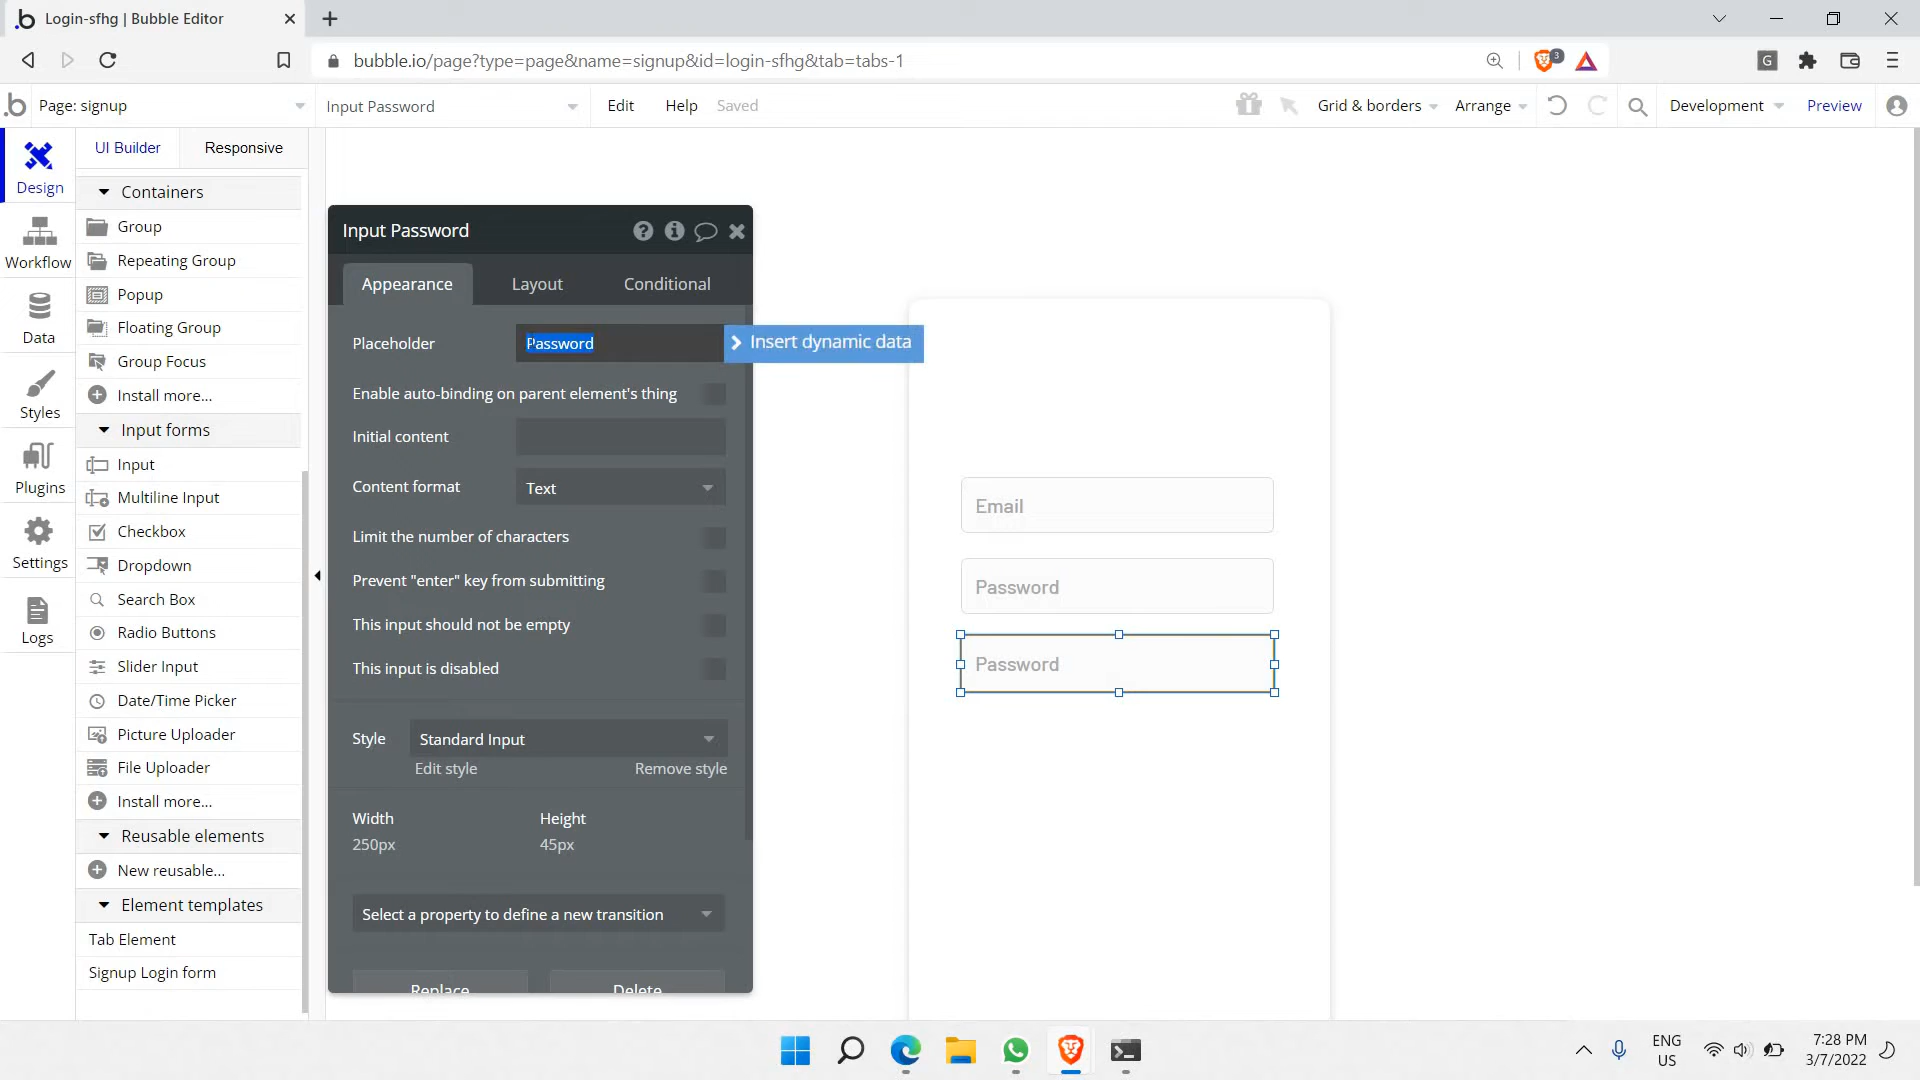 Login-sfhg | Bubble Editor
bubble.io/page?type=page&name=signup&id=login-sfhg&tab=tabs-1
3
G
Page: signup
Input Password
Edit
Help
Saved
Grid & borders
Arrange
Development
Preview
Design
Workflow
Data
Styles
Plugins
Settings
Logs
UI Builder
Responsive
Containers
Group
Repeating Group
Popup
Floating Group
Group Focus
Install more...
Input forms
Input
Multiline Input
Checkbox
Dropdown
Search Box
Radio Buttons
Slider Input
Date/Time Picker
Picture Uploader
File Uploader
Install more...
Reusable elements
New reusable...
Element templates
Tab Element
Signup Login form
Input Password
Appearance
Layout
Conditional
Placeholder
Password
Insert dynamic data
Enable auto-binding on parent element's thing
Initial content
Content format
Text
Limit the number of characters
Prevent "enter" key from submitting
This input should not be empty
This input is disabled
Style
Standard Input
Edit style
Remove style
Width
Height
250px
45px
Select a property to define a new transition
Replace
Delete
Email
Password
Password
ENG
US
7:28 PM
3/7/2022